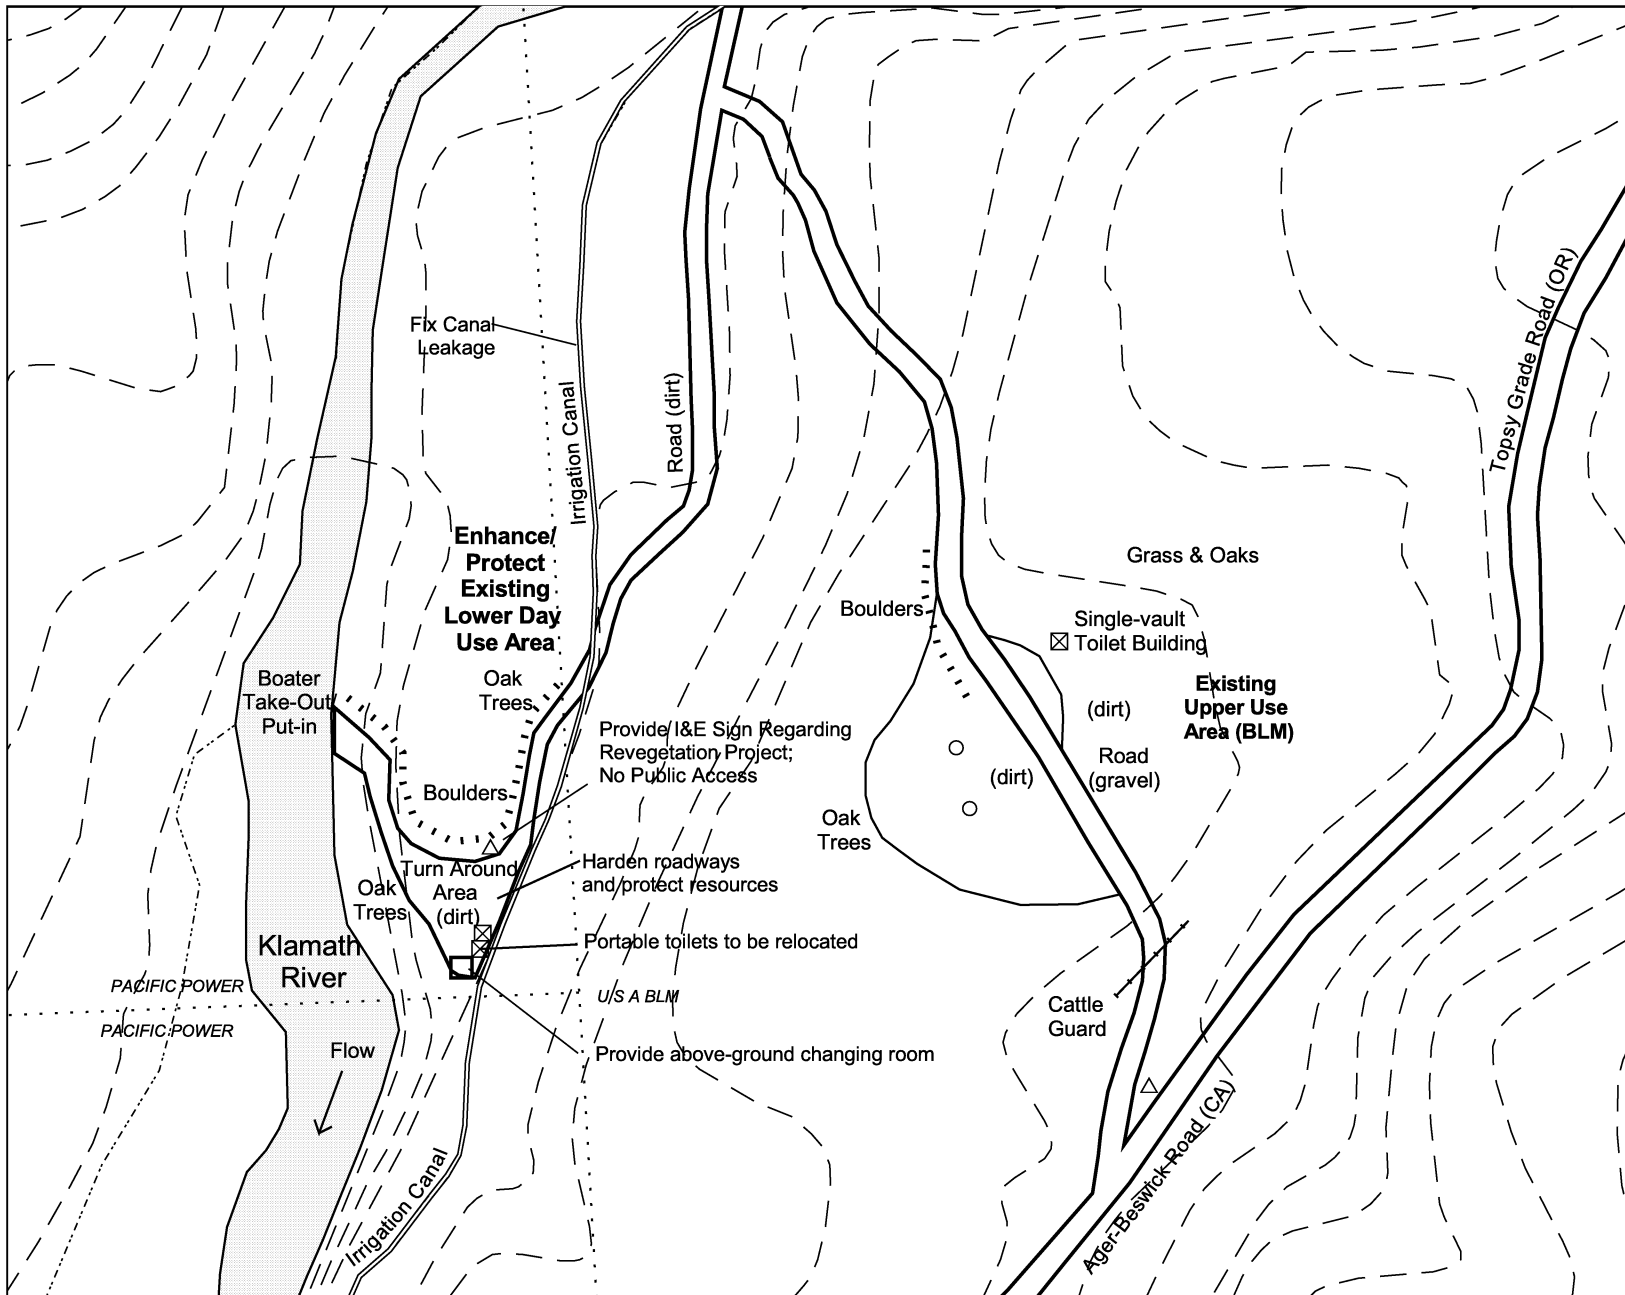 Topsy Grade Road (OR)
Fix Canal
Leakage
Irrigation Canal
Road (dirt)
Enhance/
Protect
Existing
Lower Day
Use Area
Grass & Oaks
Boulders
Single-vault
Toilet Building
Boater
Take-Out/
Put-in
Oak
Trees
Existing
Upper Use
Area (BLM)
(dirt)
Provide I&E Sign Regarding
Revegetation Project;
No Public Access
Road
(gravel)
(dirt)
Boulders
Oak
Trees
Turn Around
Area
(dirt)
Harden roadways
and protect resources
Oak
Trees
Klamath
River
Portable toilets to be relocated
PACIFIC POWER
U S A BLM
PACIFIC POWER
Cattle
Guard
Flow
Provide above-ground changing room
Ager-Beswick Road (CA)
Irrigation Canal